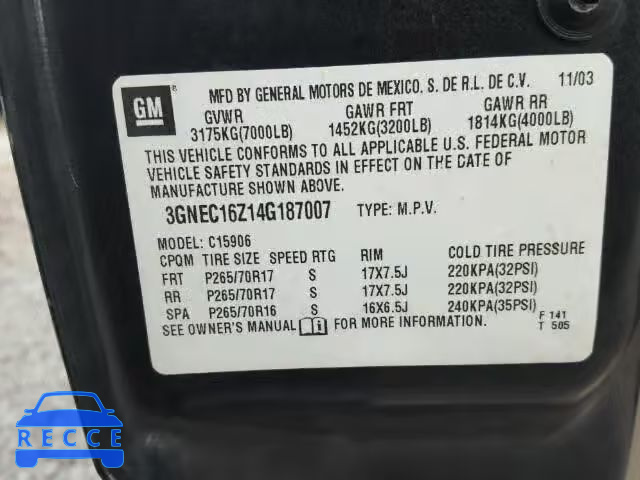 GM ® MFD BY GENERAL MOTORS DE MEXICO, S. DE R.L. DE C.V. 11/03
GVWR GAWR FRT GAWR RR
3175KG(7000LB) 1452KG(3200LB) 1814KG(4000LB)
THIS VEHICLE CONFORMS TO ALL APPLICABLE U.S. FEDERAL MOTOR
VEHICLE SAFETY STANDARDS IN EFFECT ON THE DATE OF
MANUFACTURE SHOWN ABOVE.
3GNEC16Z14G187007 TYPE: M.P.V.
MODEL: C15906
CPQM TIRE SIZE SPEED RTG RIM COLD TIRE PRESSURE
FRT P265/70R17 S 17X7.5J 220KPA(32PSI)
RR P265/70R17 S 17X7.5J 220KPA(32PSI)
SPA P265/70R16 S 16X6.5J 240KPA(35PSI)
SEE OWNER'S MANUAL i FOR MORE INFORMATION.
F 141
T 505
RECCE